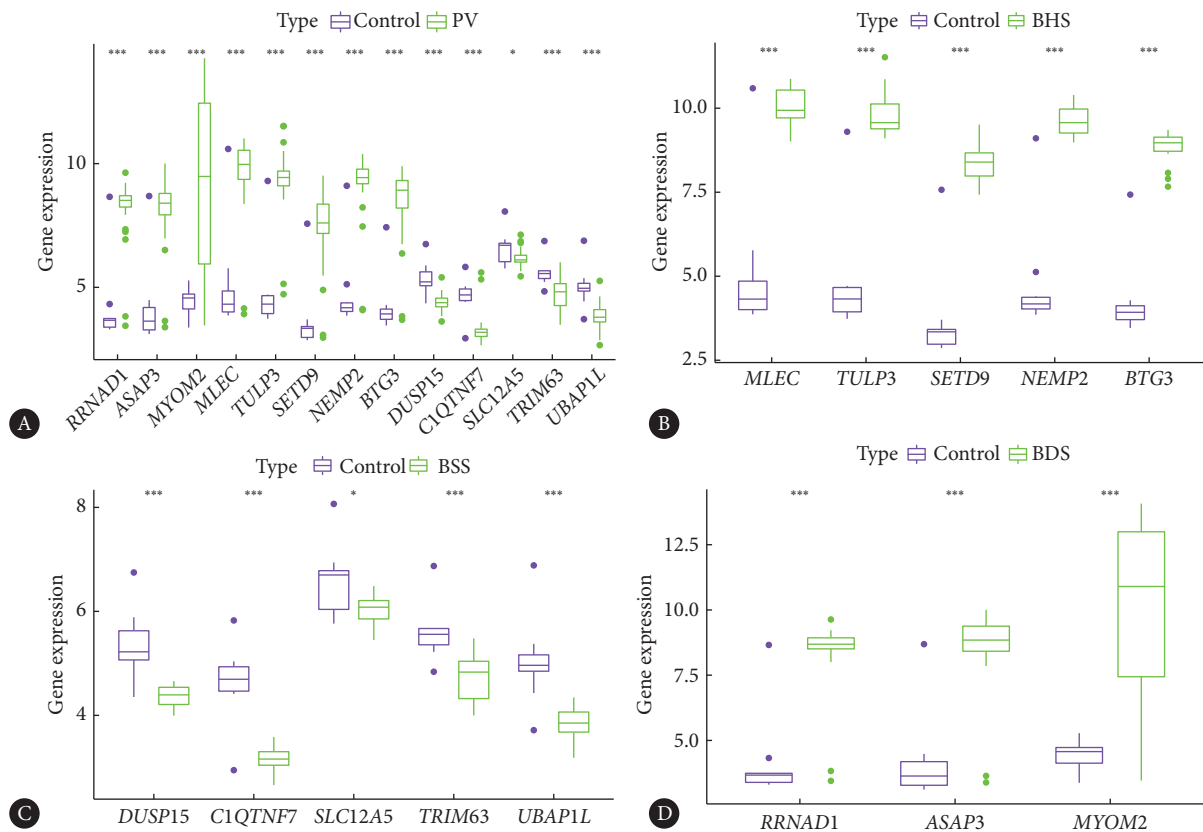 Type Control PV
Gene expression
*** *** *** *** *** *** *** *** *** *** * *** ***
10
5
RRNAD1 ASAP3 MYOM2 MLEC TULP3 SETD9 NEMP2 BTG3 DUSP15 C1QTNF7 SLC12A5 TRIM63 UBAP1L
A
Type Control BHS
Gene expression
*** *** *** *** ***
10.0
7.5
5.0
2.5
MLEC TULP3 SETD9 NEMP2 BTG3
B
Type Control BSS
Gene expression
*** *** * *** ***
8
6
4
DUSP15 C1QTNF7 SLC12A5 TRIM63 UBAP1L
C
Type Control BDS
Gene expression
*** *** ***
12.5
10.0
7.5
5.0
RRNAD1 ASAP3 MYOM2
D